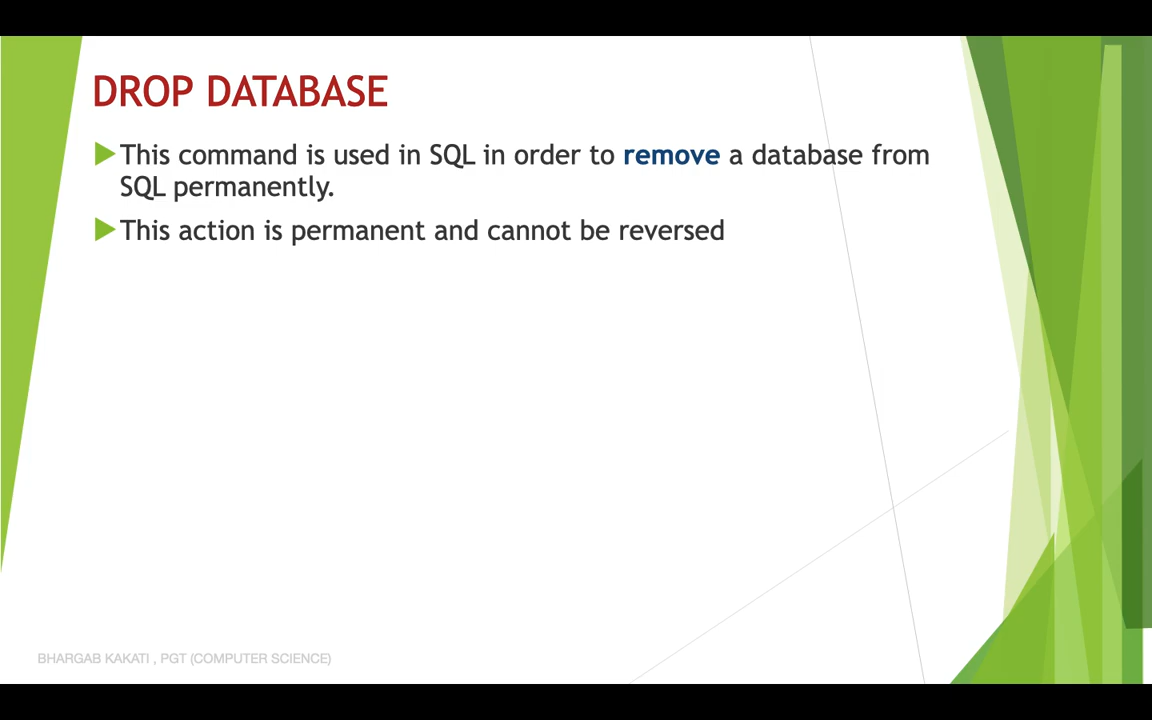 DROP DATABASE
This command is used in SQL in order to remove a database from
SQL permanently.
This action is permanent and cannot be reversed
BHARGAB KAKATI , PGT (COMPUTER SCIENCE)